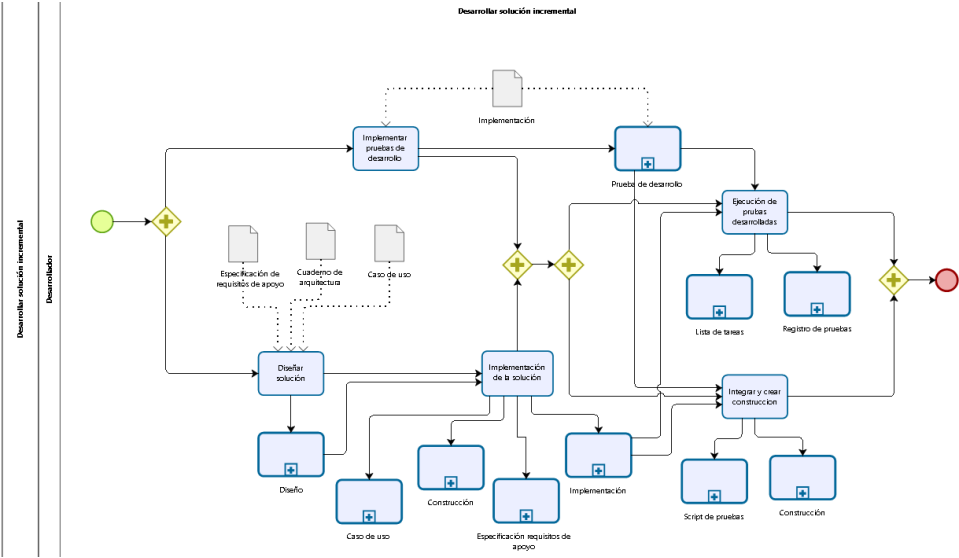 Desarrollar solución incremental
Desarrollar solución incremental
Desarrollador
Implementación
Implementar
pruebas de
desarrollo
Prueba de desarrollo
Ejecución de
prubas
desarrolladas
Especificación de
requisitos de apoyo
Cuaderno de
arquitectura
Caso de uso
Lista de tareas
Registro de pruebas
Diseñar
solución
Implementación
de la solución
Integrar y crear
construccion
Diseño
Caso de uso
Construcción
Especificación requisitos de
apoyo
Implementación
Script de pruebas
Construcción